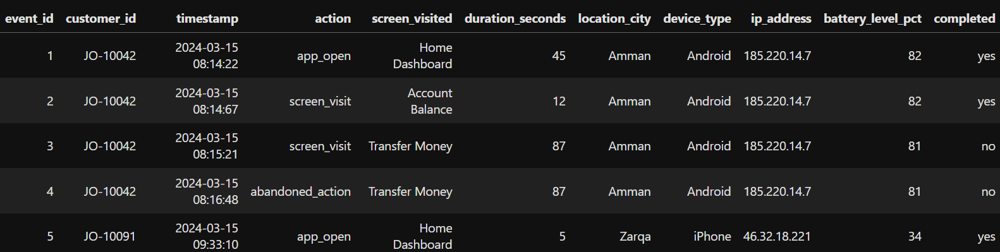 event_id customer_id timestamp action screen_visited duration_seconds location_city device_type ip_address battery_level_pct completed
1 JO-10042 2024-03-15 08:14:22 app_open Home Dashboard 45 Amman Android 185.220.14.7 82 yes
2 JO-10042 2024-03-15 08:14:67 screen_visit Account Balance 12 Amman Android 185.220.14.7 82 yes
3 JO-10042 2024-03-15 08:15:21 screen_visit Transfer Money 87 Amman Android 185.220.14.7 81 no
4 JO-10042 2024-03-15 08:16:48 abandoned_action Transfer Money 87 Amman Android 185.220.14.7 81 no
5 JO-10091 2024-03-15 09:33:10 app_open Home Dashboard 5 Zarqa iPhone 46.32.18.221 34 yes